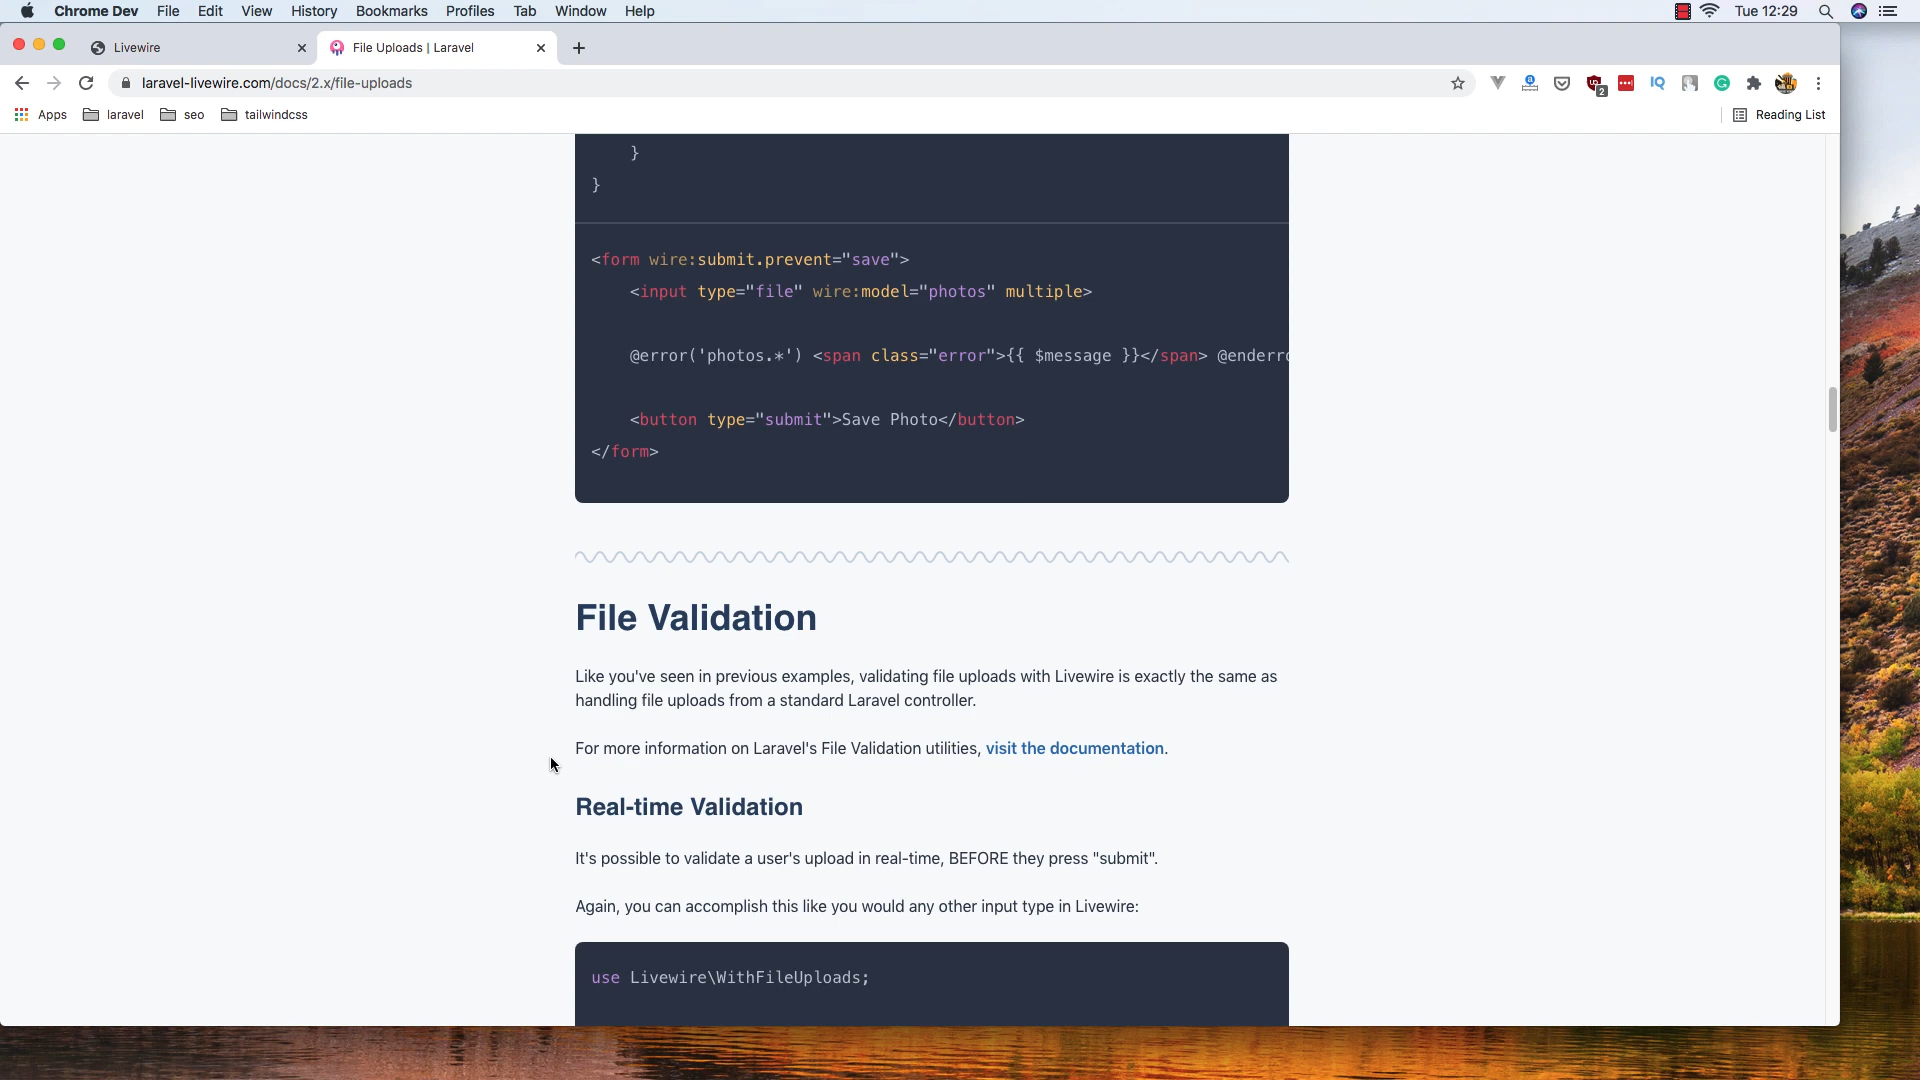 Chrome Dev File Edit View History Bookmarks Profiles Tab Window Help Tue 12:29
Livewire File Uploads | Laravel
laravel-livewire.com/docs/2.x/file-uploads 2 IQ
Apps laravel seo tailwindcss Reading List
}
}
<form wire:submit.prevent="save">
<input type="file" wire:model="photos" multiple>
@error('photos.*') <span class="error">{{ $message }}</span> @enderro
<button type="submit">Save Photo</button>
</form>
File Validation
Like you've seen in previous examples, validating file uploads with Livewire is exactly the same as
handling file uploads from a standard Laravel controller.
For more information on Laravel's File Validation utilities, visit the documentation.
Real-time Validation
It's possible to validate a user's upload in real-time, BEFORE they press "submit".
Again, you can accomplish this like you would any other input type in Livewire:
use Livewire\WithFileUploads;